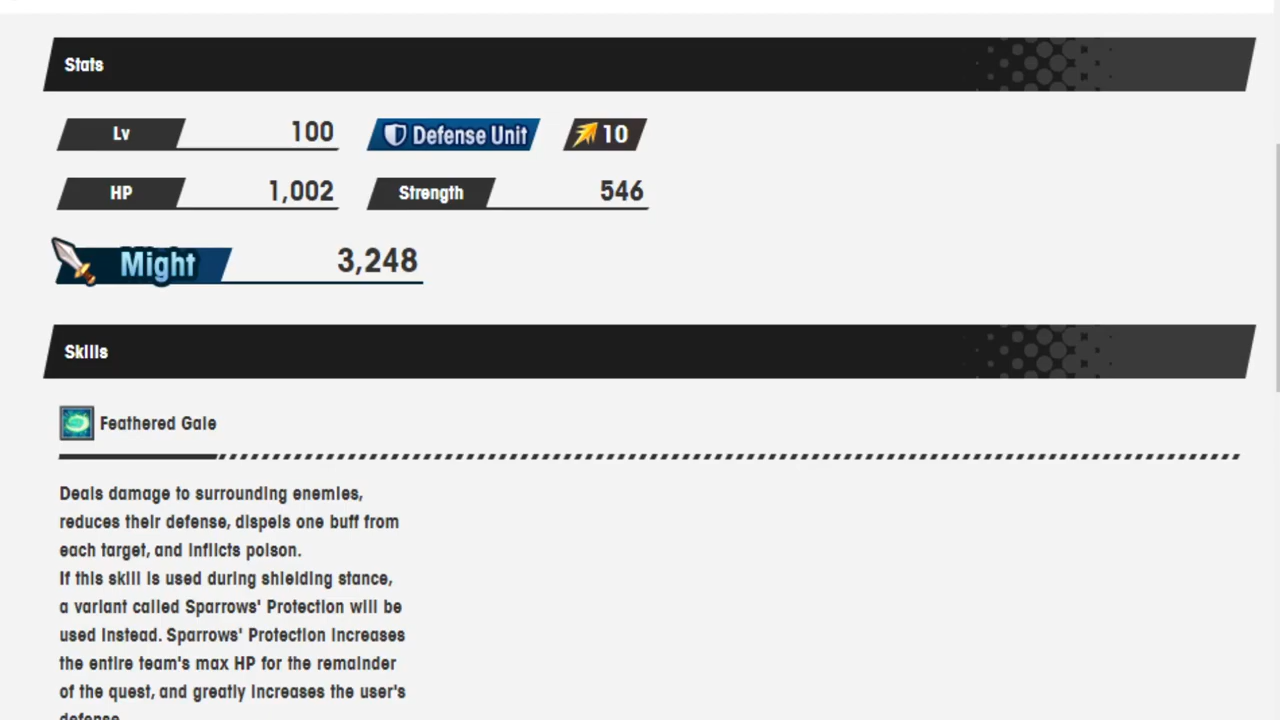 Stats
Lv 100 Defense Unit 10
HP 1,002 Strength 546
Might 3,248
Skills
Feathered Gale
Deals damage to surrounding enemies,
reduces their defense, dispels one buff from
each target, and inflicts poison.
If this skill is used during shielding stance,
a variant called Sparrows' Protection will be
used instead. Sparrows' Protection increases
the entire team's max HP for the remainder
of the quest, and greatly increases the user's
defense.